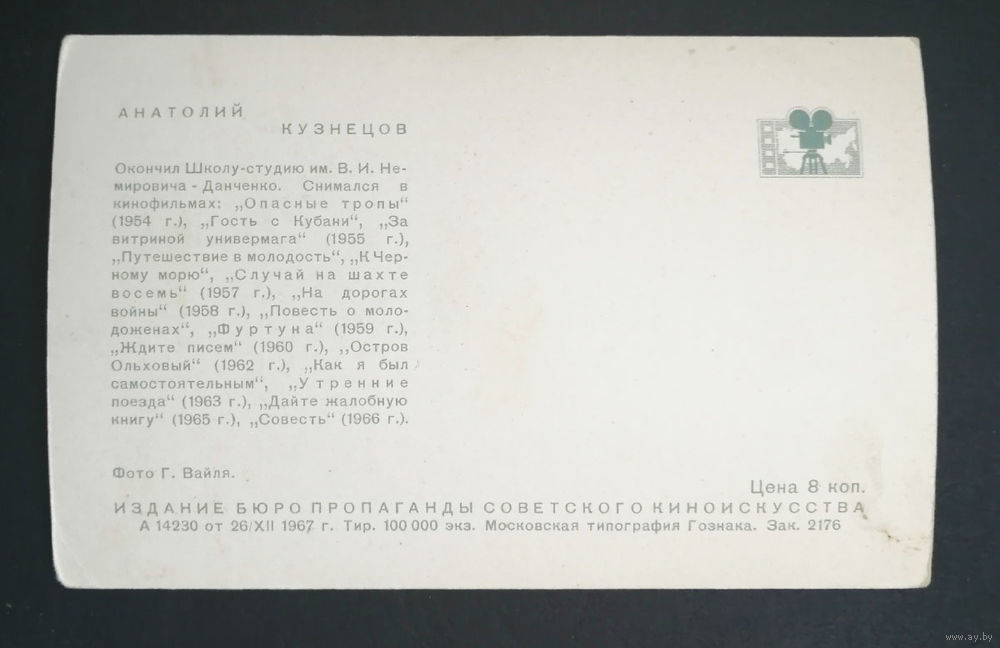 АНАТОЛИЙ
КУЗНЕЦОВ
Окончил Школу-студию им. В. И. Не-
мировича - Данченко. Снимался в
кинофильмах: „Опасные тропы“
(1954 г.), „Гость с Кубани“, „За
витриной универмага“ (1955 г.),
„Путешествие в молодость“, „К Чер-
ному морю“, „Случай на шахте
восемь“ (1957 г.), „На дорогах
войны“ (1958 г.), „Повесть о моло-
доженах“, „Фуртуна“ (1959 г.),
„Ждите писем“ (1960 г.), „Остров
Ольховый“ (1962 г.), „Как я был
самостоятельным“, „Утренние
поезда“ (1963 г.), „Дайте жалобную
книгу“ (1965 г.), „Совесть“ (1966 г.).
Фото Г. Вайля.
Цена 8 коп.
ИЗДАНИЕ БЮРО ПРОПАГАНДЫ СОВЕТСКОГО КИНОИСКУССТВА
А 14230 от 26/XII 1967 г. Тир. 100 000 экз. Московская типография Гознака. Зак. 2176
www.ay.by